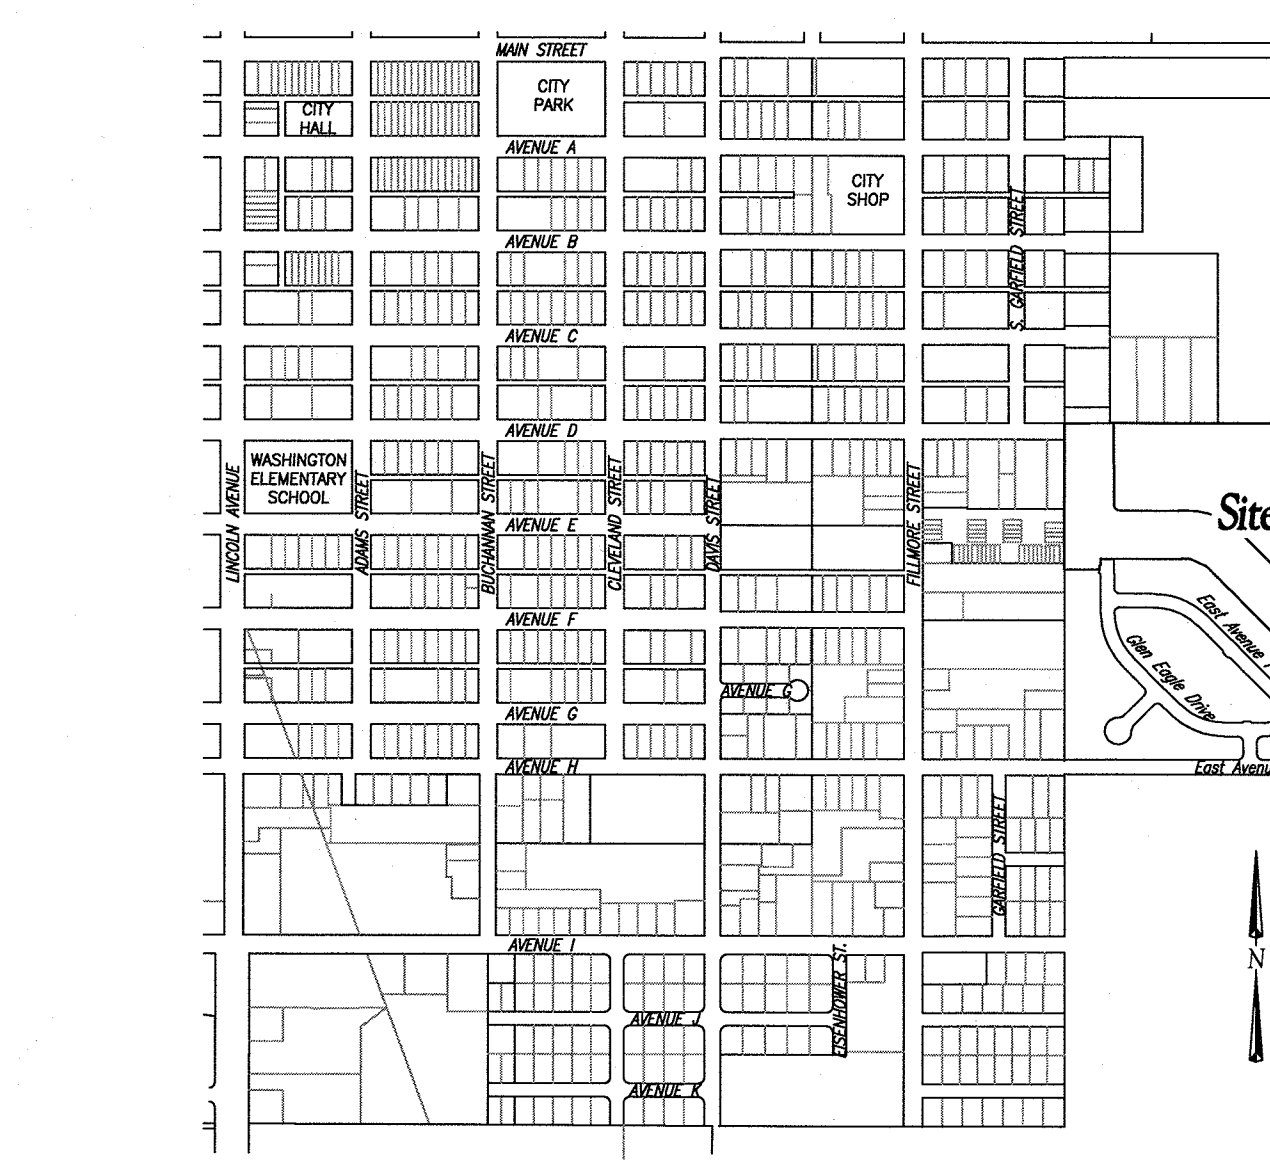 MAIN STREET
CITY
PARK
CITY
HALL
AVENUE A
CITY
SHOP
AVENUE B
S. GARFIELD STREET
AVENUE C
AVENUE D
WASHINGTON
ELEMENTARY
SCHOOL
LINCOLN AVENUE
ADAMS STREET
BUCHANNAN STREET
CLEVELAND STREET
DAVIS STREET
FILLMORE STREET
Site
AVENUE E
AVENUE F
East Avenue
Glen Eagle Drive
AVENUE G
AVENUE G
AVENUE H
East Avenu
GARFIELD STREET
AVENUE I
EISENHOWER ST.
N
AVENUE J
AVENUE K